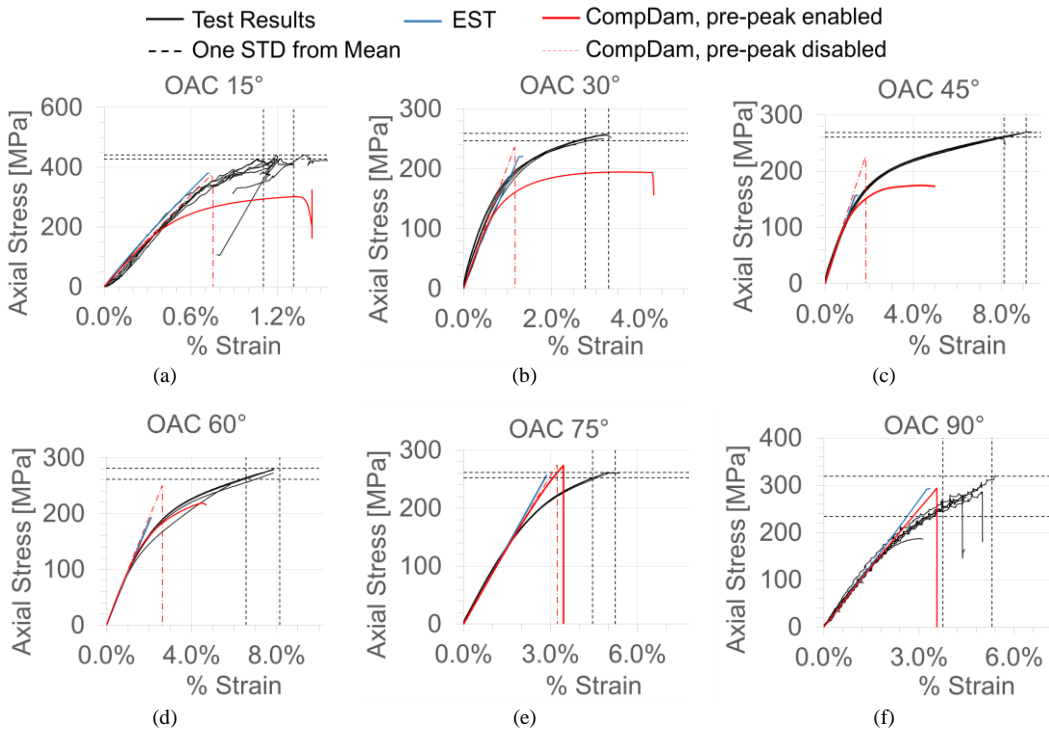 Test Results EST CompDam, pre-peak enabled
One STD from Mean CompDam, pre-peak disabled
OAC 15°
Axial Stress [MPa]
600
400
200
0
0.0% 0.6% 1.2%
% Strain
(a)
OAC 30°
Axial Stress [MPa]
300
200
100
0
0.0% 2.0% 4.0%
% Strain
(b)
OAC 45°
Axial Stress [MPa]
300
200
100
0
0.0% 4.0% 8.0%
% Strain
(c)
OAC 60°
Axial Stress [MPa]
300
200
100
0
0.0% 4.0% 8.0%
% Strain
(d)
OAC 75°
Axial Stress [MPa]
300
200
100
0
0.0% 3.0% 6.0%
% Strain
(e)
OAC 90°
Axial Stress [MPa]
400
300
200
100
0
0.0% 3.0% 6.0%
% Strain
(f)